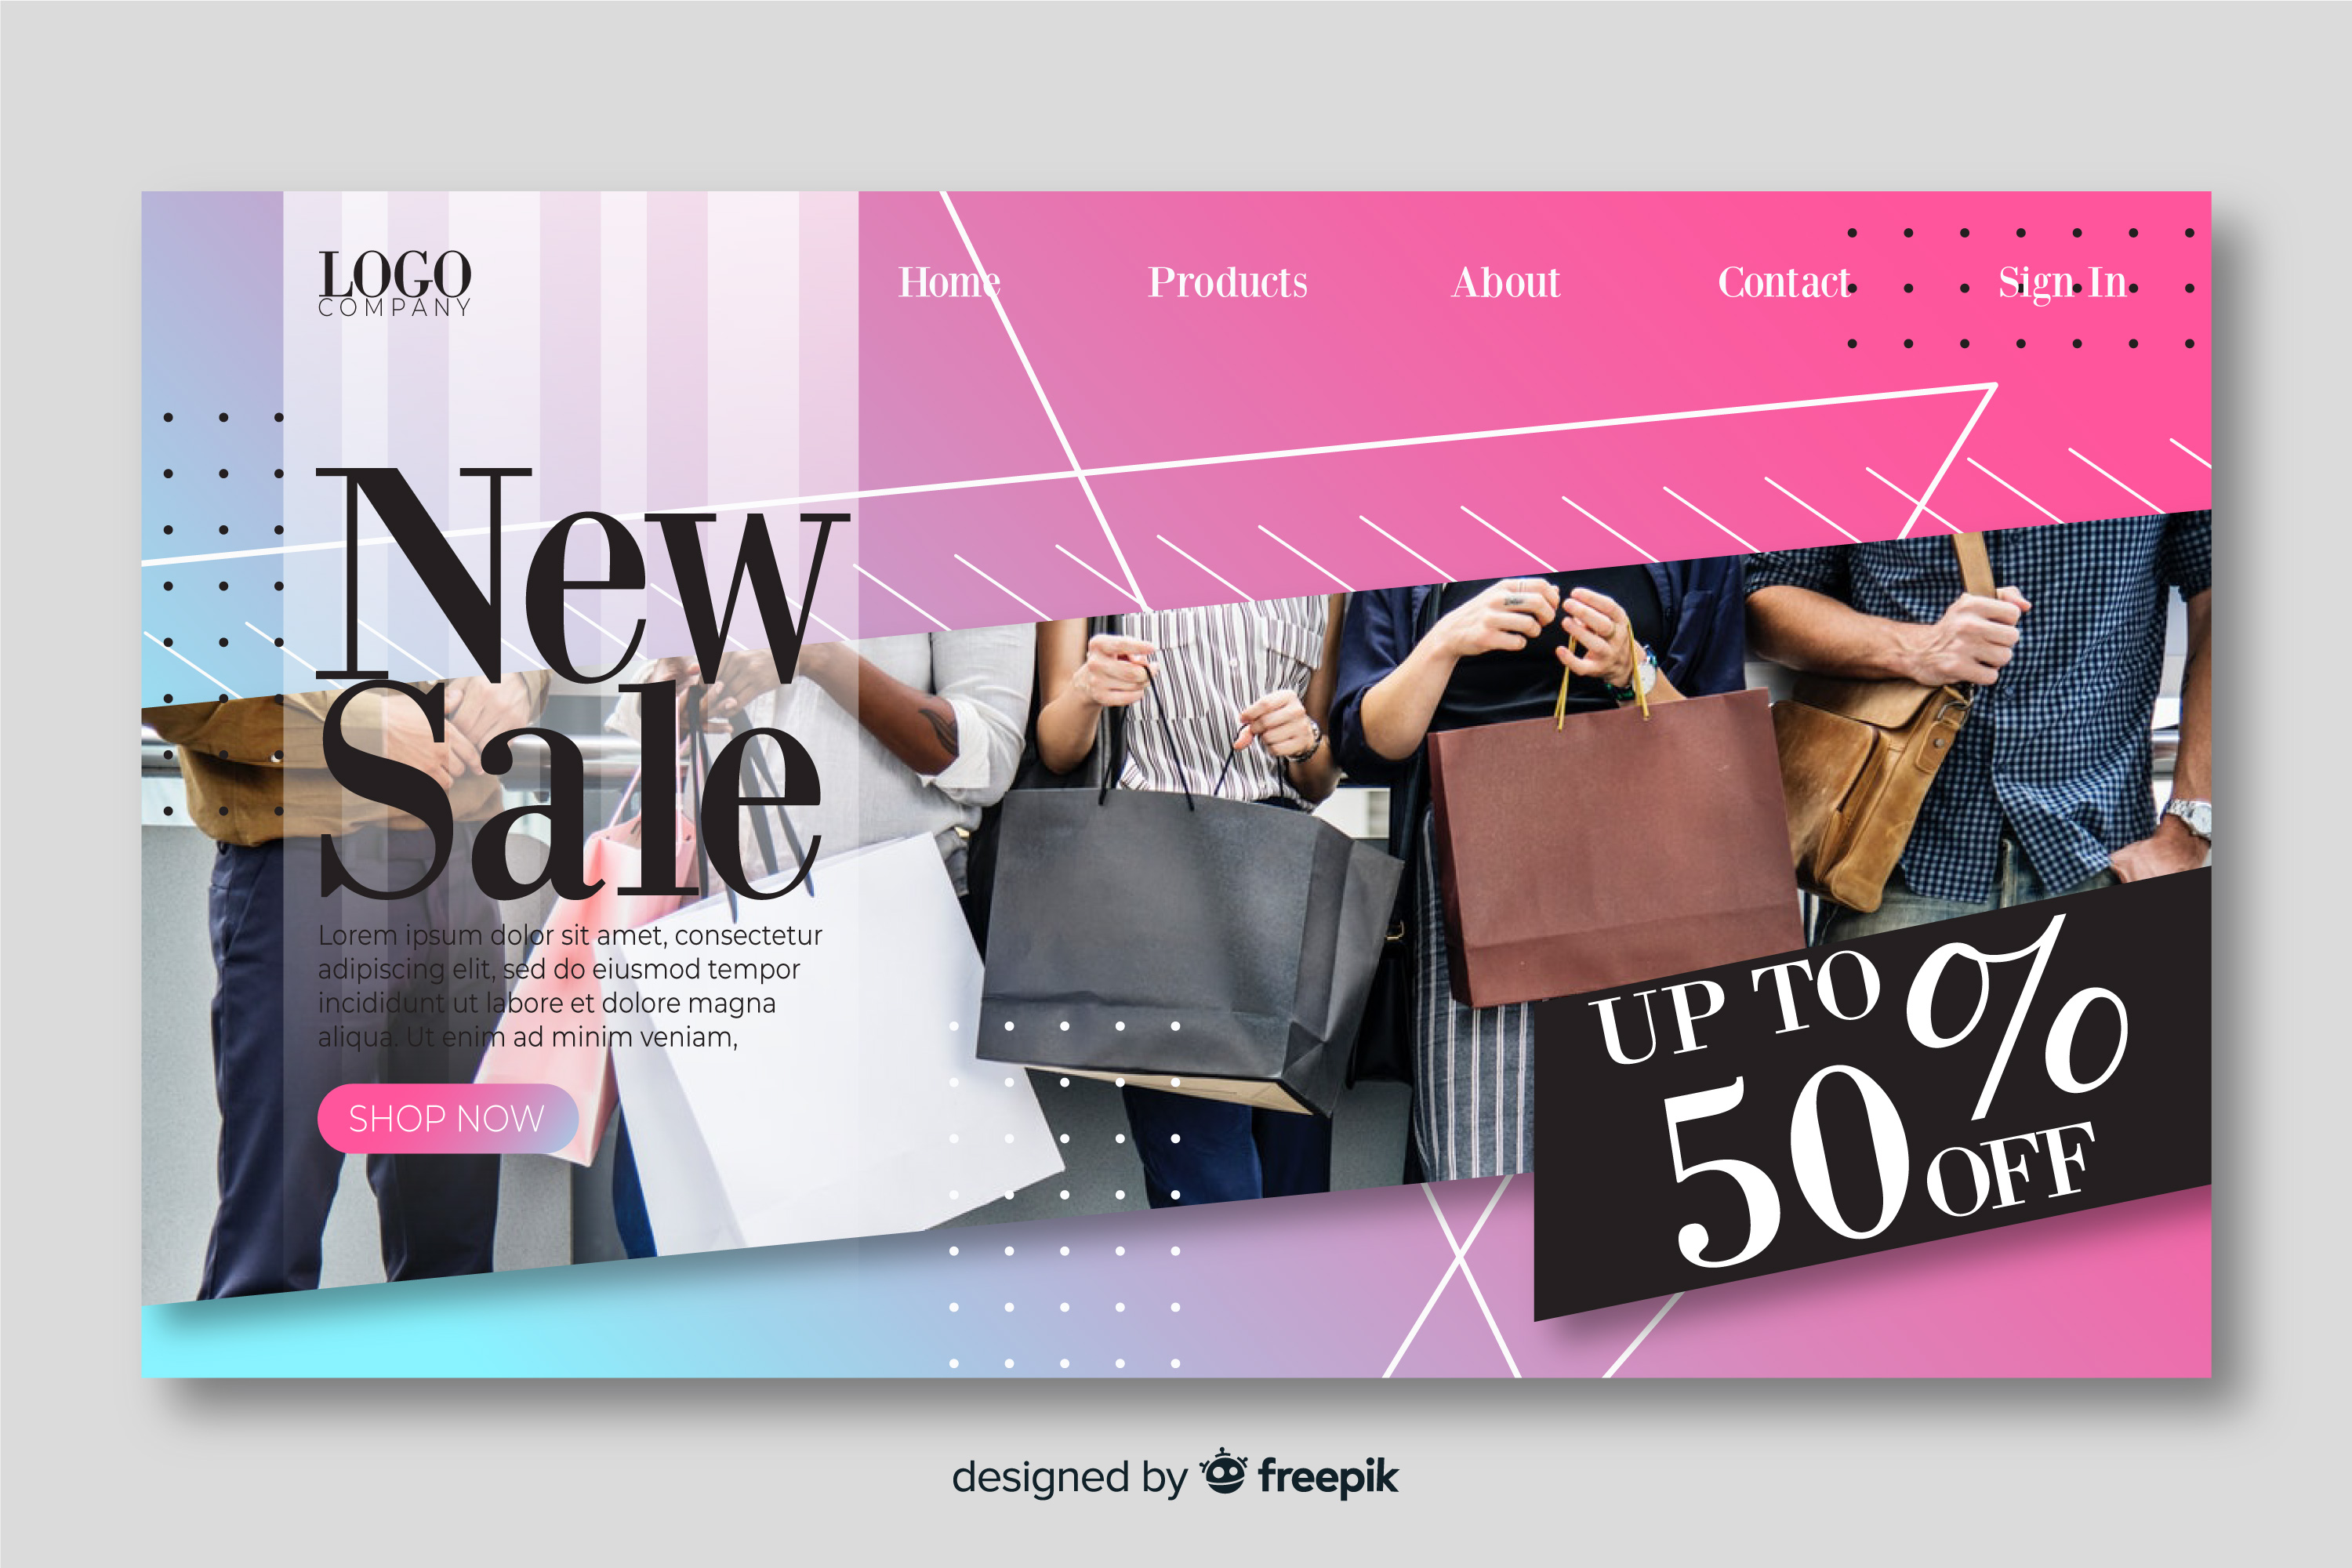 LOGO
COMPANY
Home Products About Contact Sign In
New
Sale
Lorem ipsum dolor sit amet, consectetur
adipiscing elit, sed do eiusmod tempor
incididunt ut labore et dolore magna
aliqua. Ut enim ad minim veniam,
SHOP NOW
UP TO
50%
OFF
designed by freepik